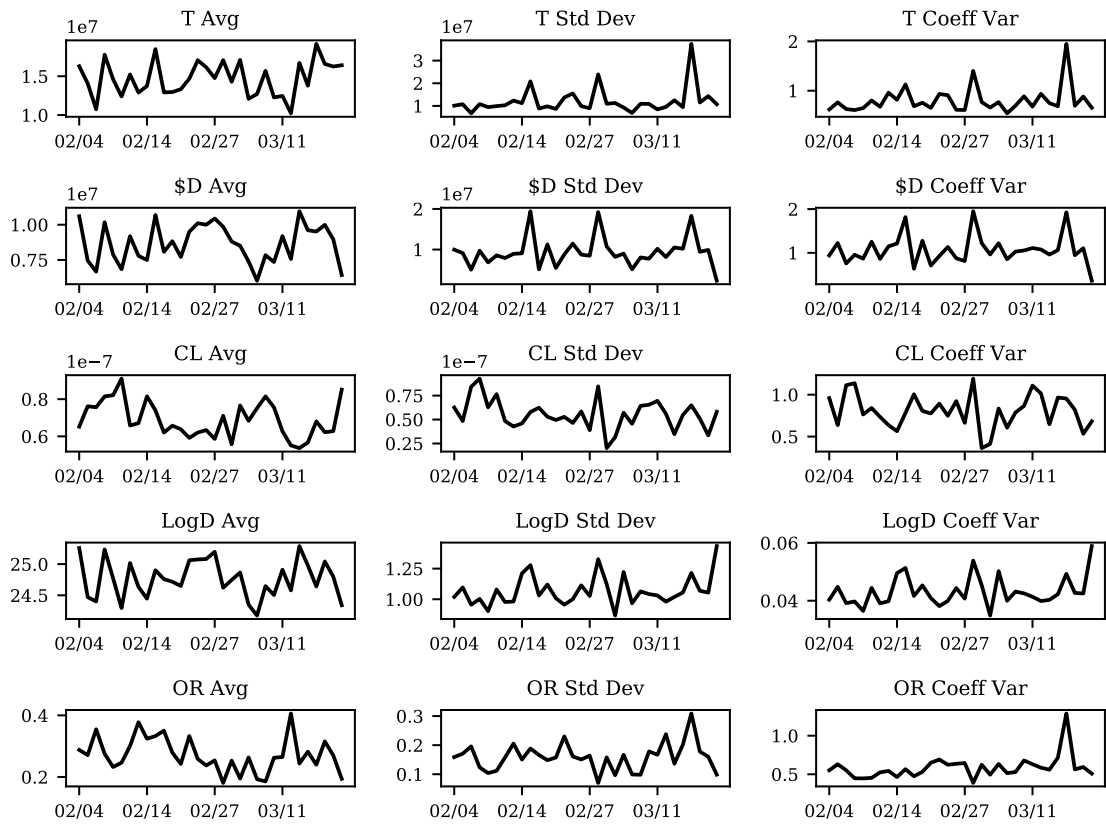 T Avg
1e7
1.5
1.0
02/04 02/14 02/27 03/11
T Std Dev
1e7
3
2
1
02/04 02/14 02/27 03/11
T Coeff Var
2
1
02/04 02/14 02/27 03/11
$D Avg
1e7
1.00
0.75
02/04 02/14 02/27 03/11
$D Std Dev
1e7
2
1
02/04 02/14 02/27 03/11
$D Coeff Var
2
1
02/04 02/14 02/27 03/11
CL Avg
1e−7
0.8
0.6
02/04 02/14 02/27 03/11
CL Std Dev
1e−7
0.75
0.50
0.25
02/04 02/14 02/27 03/11
CL Coeff Var
1.0
0.5
02/04 02/14 02/27 03/11
LogD Avg
25.0
24.5
02/04 02/14 02/27 03/11
LogD Std Dev
1.25
1.00
02/04 02/14 02/27 03/11
LogD Coeff Var
0.06
0.04
02/04 02/14 02/27 03/11
OR Avg
0.4
0.2
02/04 02/14 02/27 03/11
OR Std Dev
0.3
0.2
0.1
02/04 02/14 02/27 03/11
OR Coeff Var
1.0
0.5
02/04 02/14 02/27 03/11